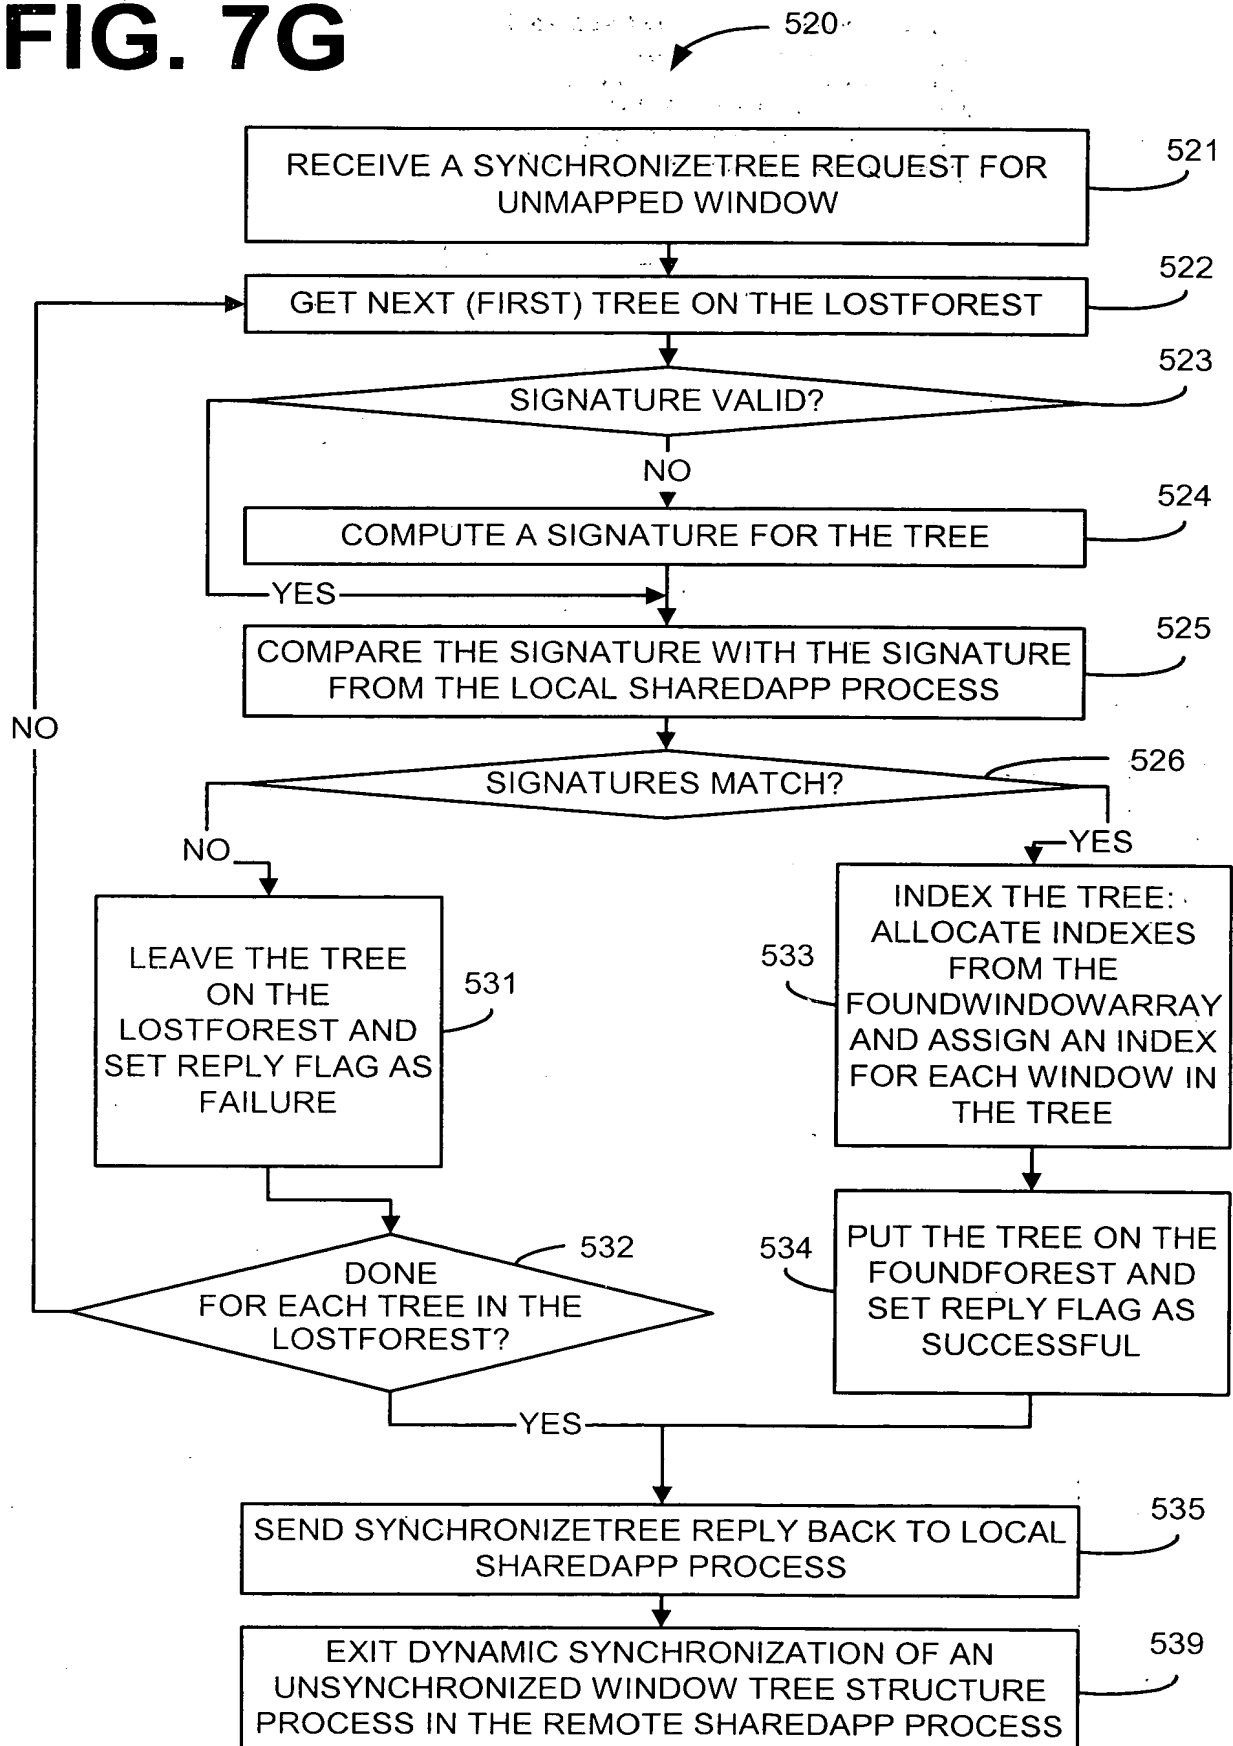 FIG. 7G
520
RECEIVE A SYNCHRONIZETREE REQUEST FOR
UNMAPPED WINDOW
521
GET NEXT (FIRST) TREE ON THE LOSTFOREST
522
SIGNATURE VALID?
523
NO
COMPUTE A SIGNATURE FOR THE TREE
524
YES
COMPARE THE SIGNATURE WITH THE SIGNATURE
FROM THE LOCAL SHAREDAPP PROCESS
525
NO
SIGNATURES MATCH?
526
NO
YES
LEAVE THE TREE
ON THE
LOSTFOREST AND
SET REPLY FLAG AS
FAILURE
531
INDEX THE TREE:
ALLOCATE INDEXES
FROM THE
FOUNDWINDOWARRAY
AND ASSIGN AN INDEX
FOR EACH WINDOW IN
THE TREE
533
DONE
FOR EACH TREE IN THE
LOSTFOREST?
532
PUT THE TREE ON THE
FOUNDFOREST AND
SET REPLY FLAG AS
SUCCESSFUL
534
YES
SEND SYNCHRONIZETREE REPLY BACK TO LOCAL
SHAREDAPP PROCESS
535
EXIT DYNAMIC SYNCHRONIZATION OF AN
UNSYNCHRONIZED WINDOW TREE STRUCTURE
PROCESS IN THE REMOTE SHAREDAPP PROCESS
539